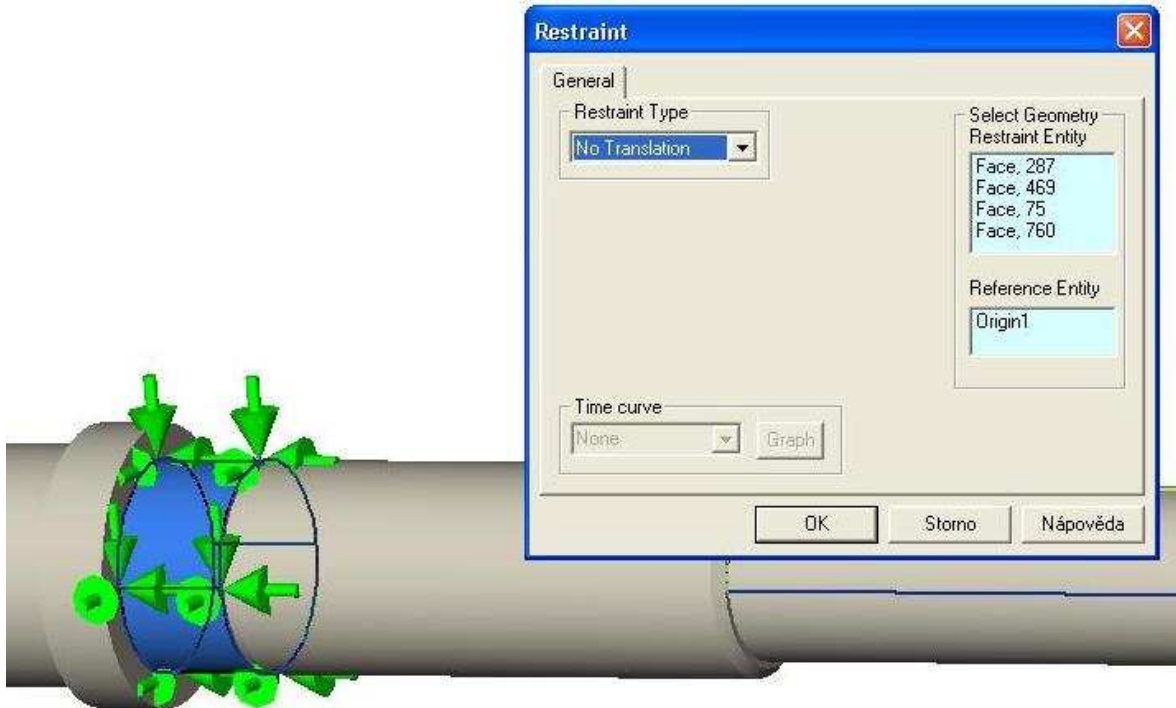 Restraint
General
Restraint Type
No Translation
Select Geometry
Restraint Entity
Face, 287
Face, 469
Face, 75
Face, 760
Reference Entity
Origin1
Time curve
None
Graph
OK
Storno
Nápověda